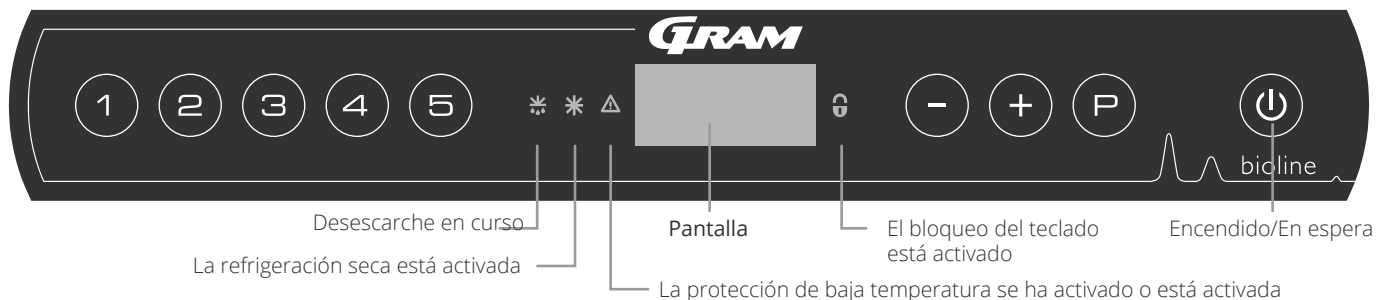 GRAM
1 2 3 4 5 - + P
bioline
Desescarche en curso
Pantalla
El bloqueo del teclado
está activado
Encendido/En espera
La refrigeración seca está activada
La protección de baja temperatura se ha activado o está activada